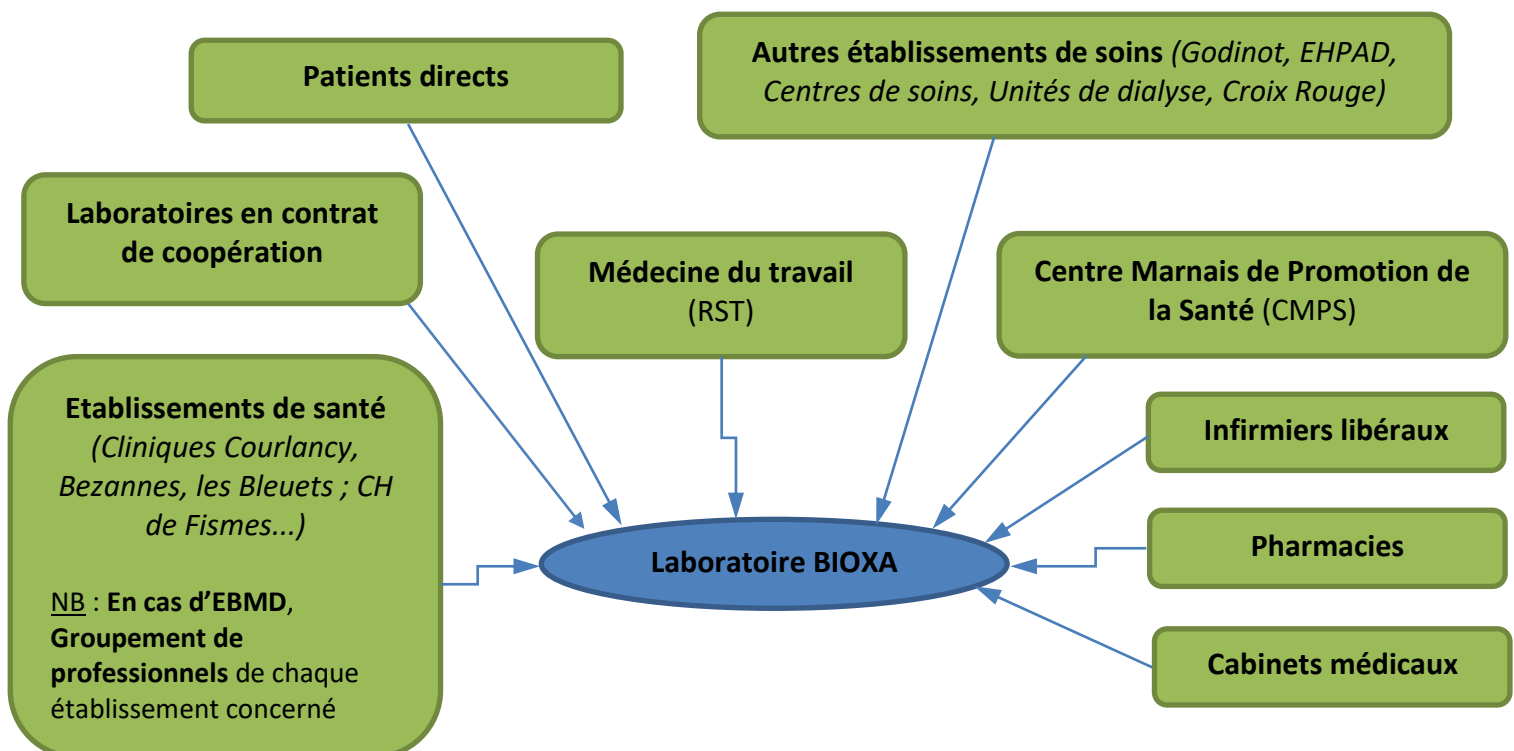 Patients directs
Autres établissements de soins (Godinot, EHPAD,
Centres de soins, Unités de dialyse, Croix Rouge)
Laboratoires en contrat
de coopération
Médecine du travail
(RST)
Centre Marnais de Promotion de
la Santé (CMPS)
Etablissements de santé
(Cliniques Courlancy,
Bezannes, les Bleuets ; CH
de Fismes...)
NB : En cas d’EBMD,
Groupement de
professionnels de chaque
établissement concerné
Laboratoire BIOXA
Infirmiers libéraux
Pharmacies
Cabinets médicaux